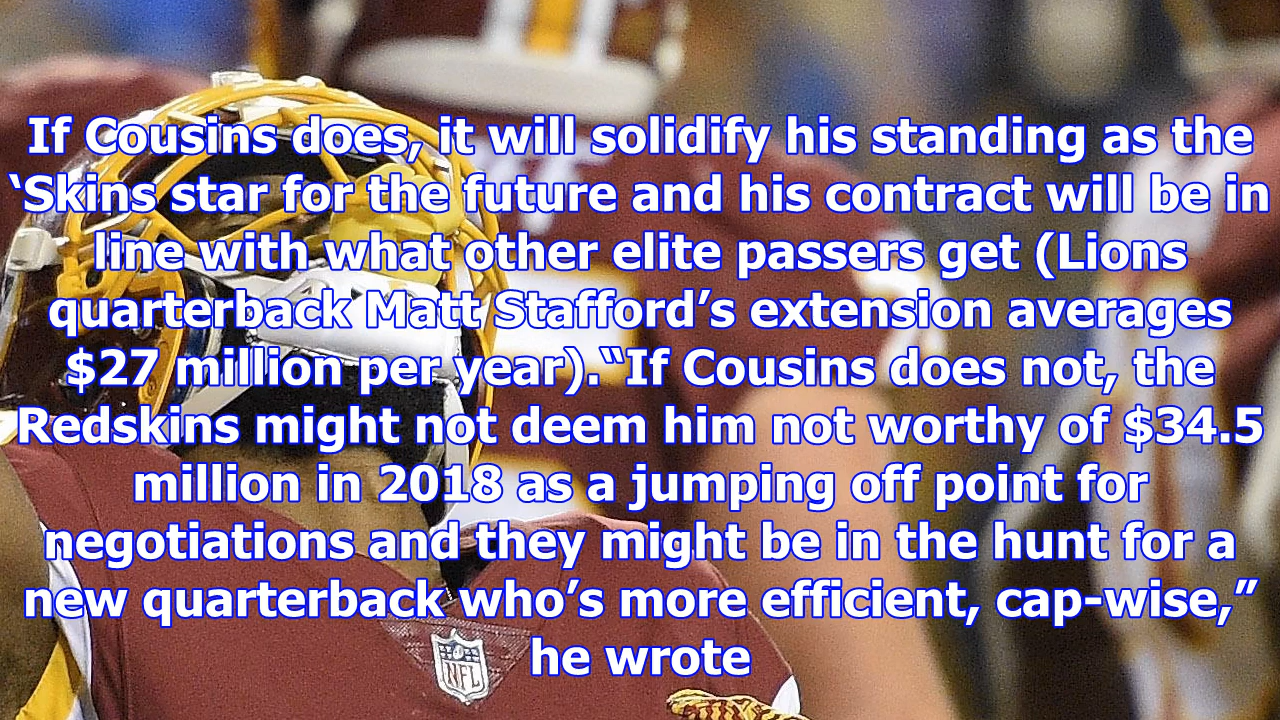 If Cousins does, it will solidify his standing as the
‘Skins star for the future and his contract will be in
line with what other elite passers get (Lions
quarterback Matt Stafford’s extension averages
$27 million per year).“If Cousins does not, the
Redskins might not deem him not worthy of $34.5
million in 2018 as a jumping off point for
negotiations and they might be in the hunt for a
new quarterback who’s more efficient, cap-wise,”
he wrote
NFL